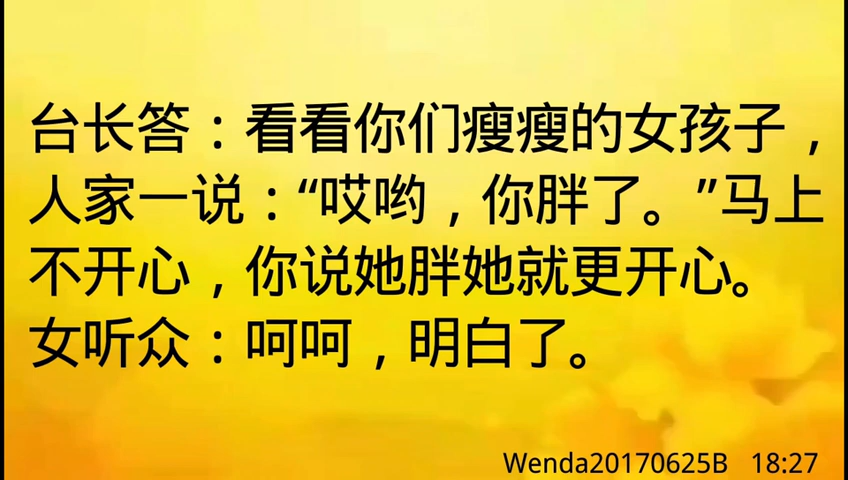 台长答：看看你们瘦瘦的女孩子，
人家一说：“哎哟，你胖了。”马上
不开心，你说她胖她就更开心。
女听众：呵呵，明白了。
Wenda20170625B 18:27